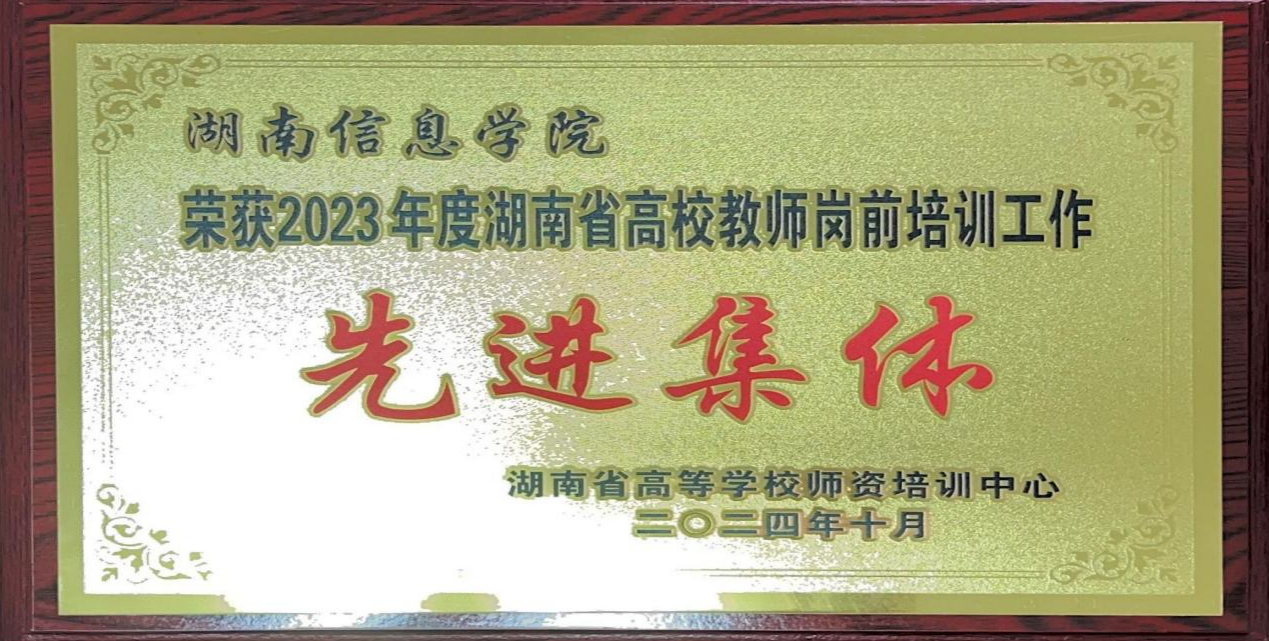 湖南信息学院
荣获2023年度湖南省高校教师岗前培训工作
先进集体
湖南省高等学校师资培训中心
二〇二四年十月